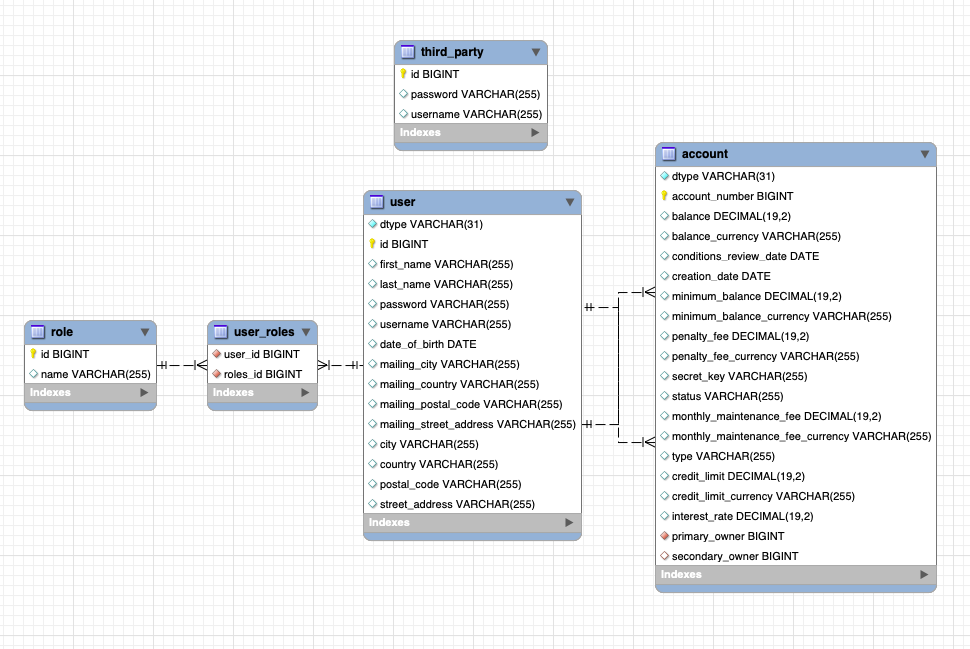 third_party
id BIGINT
password VARCHAR(255)
username VARCHAR(255)
Indexes
account
dtype VARCHAR(31)
account_number BIGINT
balance DECIMAL(19,2)
balance_currency VARCHAR(255)
conditions_review_date DATE
creation_date DATE
minimum_balance DECIMAL(19,2)
minimum_balance_currency VARCHAR(255)
penalty_fee DECIMAL(19,2)
penalty_fee_currency VARCHAR(255)
secret_key VARCHAR(255)
status VARCHAR(255)
monthly_maintenance_fee DECIMAL(19,2)
monthly_maintenance_fee_currency VARCHAR(255)
type VARCHAR(255)
credit_limit DECIMAL(19,2)
credit_limit_currency VARCHAR(255)
interest_rate DECIMAL(19,2)
primary_owner BIGINT
secondary_owner BIGINT
Indexes
user
dtype VARCHAR(31)
id BIGINT
first_name VARCHAR(255)
last_name VARCHAR(255)
password VARCHAR(255)
username VARCHAR(255)
date_of_birth DATE
mailing_city VARCHAR(255)
mailing_country VARCHAR(255)
mailing_postal_code VARCHAR(255)
mailing_street_address VARCHAR(255)
city VARCHAR(255)
country VARCHAR(255)
postal_code VARCHAR(255)
street_address VARCHAR(255)
Indexes
role
id BIGINT
name VARCHAR(255)
Indexes
user_roles
user_id BIGINT
roles_id BIGINT
Indexes